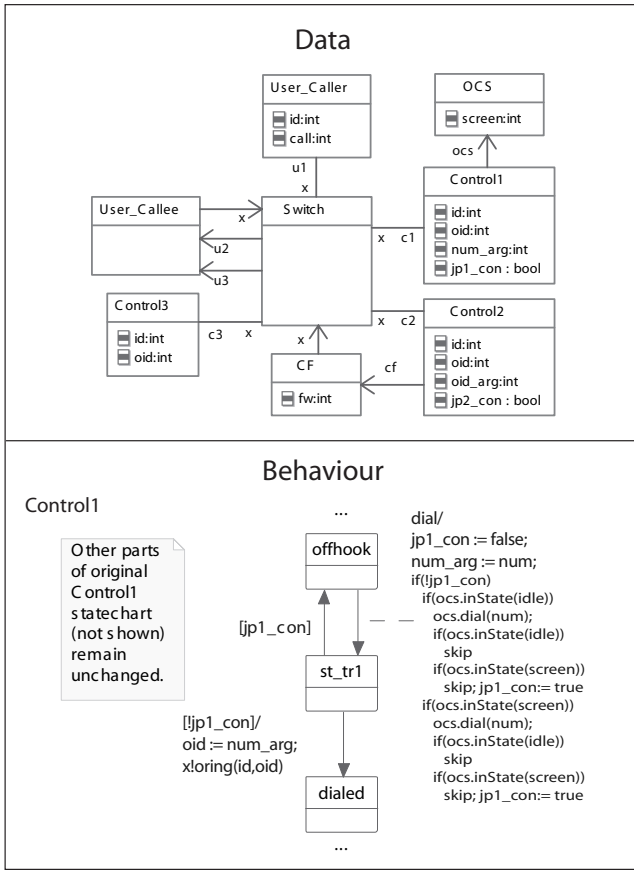 Data
User_Caller
id:int
call:int
OCS
screen:int
ocs
u1
x
Control1
id:int
oid:int
num_arg:int
jp1_con : bool
User_Callee
x
Switch
x c1
u2
u3
Control3
id:int
oid:int
c3 x
x c2
Control2
id:int
oid:int
oid_arg:int
jp2_con : bool
x
CF
fw:int
cf
Behaviour
Control1
Other parts
of original
Control1
statechart
(not shown)
remain
unchanged.
...
offhook
[jp1_con]
st_tr1
[!jp1_con]/
oid := num_arg;
x!oring(id,oid)
dialed
...
dial/
jp1_con := false;
num_arg := num;
if(!jp1_con)
if(ocs.inState(idle))
ocs.dial(num);
if(ocs.inState(idle))
skip
if(ocs.inState(screen))
skip; jp1_con:= true
if(ocs.inState(screen))
ocs.dial(num);
if(ocs.inState(idle))
skip
if(ocs.inState(screen))
skip; jp1_con:= true